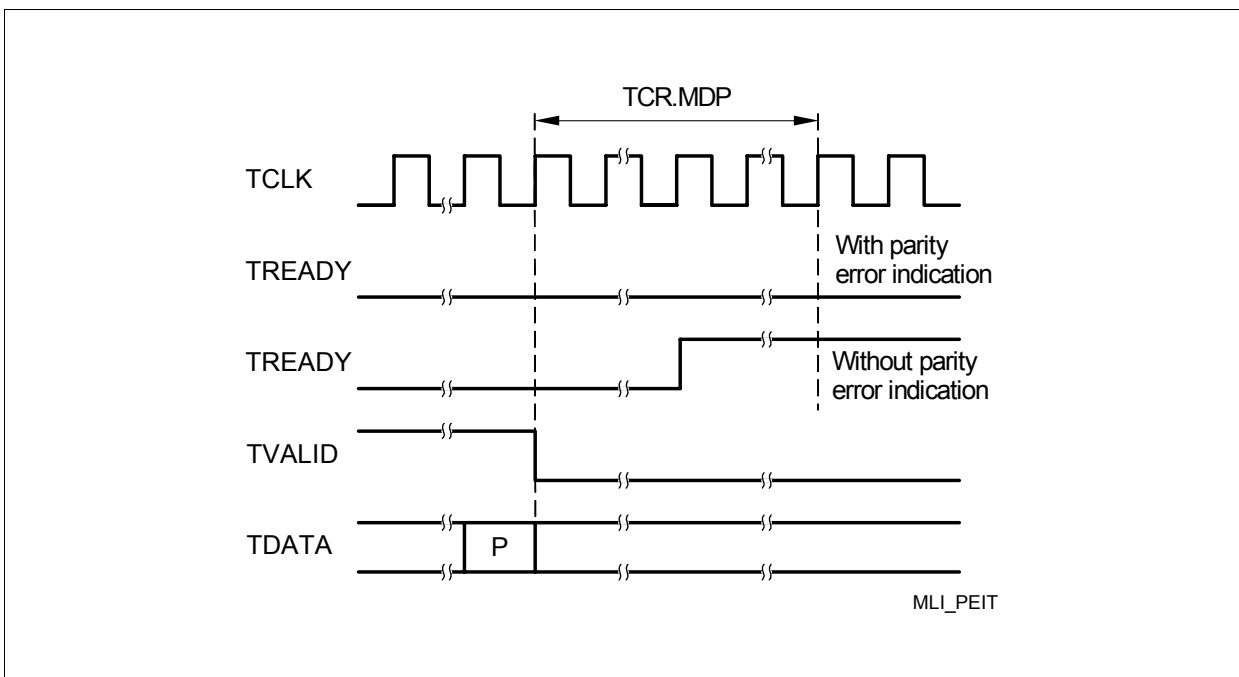 TCR.MDP
TCLK
TREADY
With parity
error indication
TREADY
Without parity
error indication
TVALID
TDATA
P
MLI_PEIT